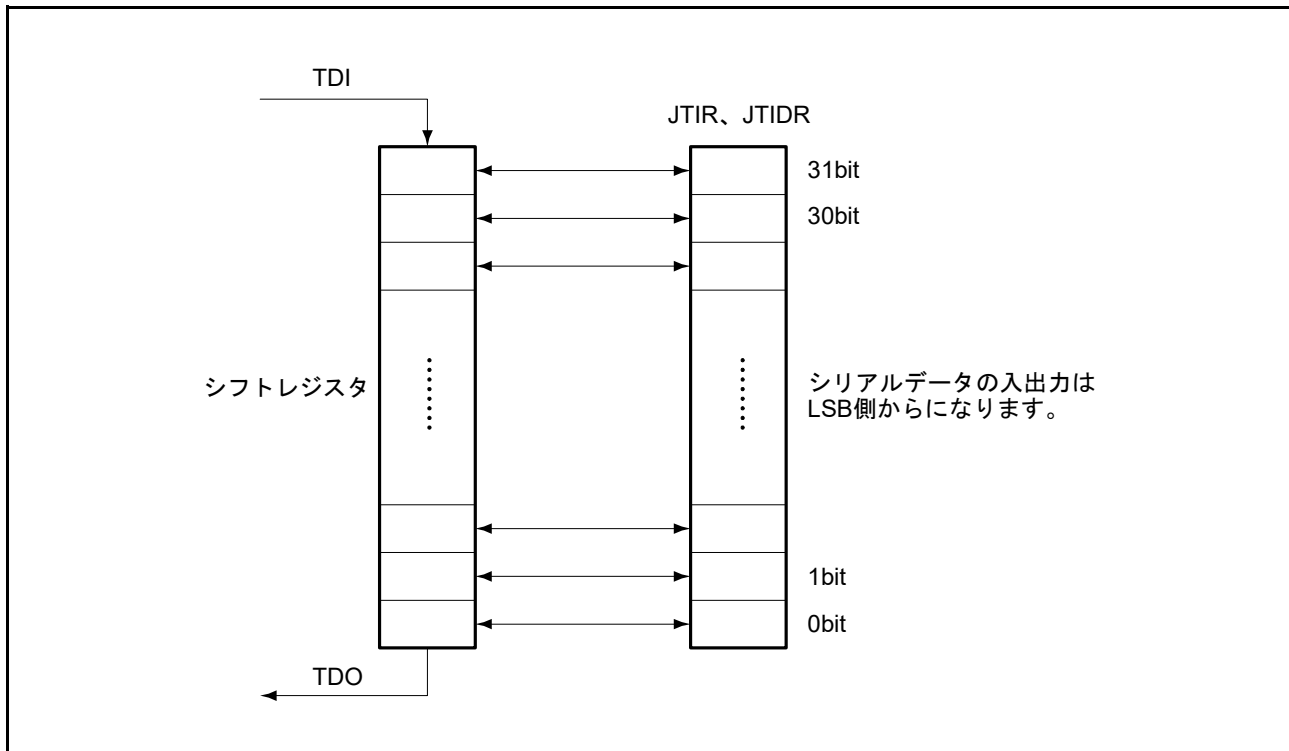 TDI
JTIR、JTIDR
31bit
30bit
シフトレジスタ
シリアルデータの入出力は
LSB側からになります。
1bit
0bit
TDO